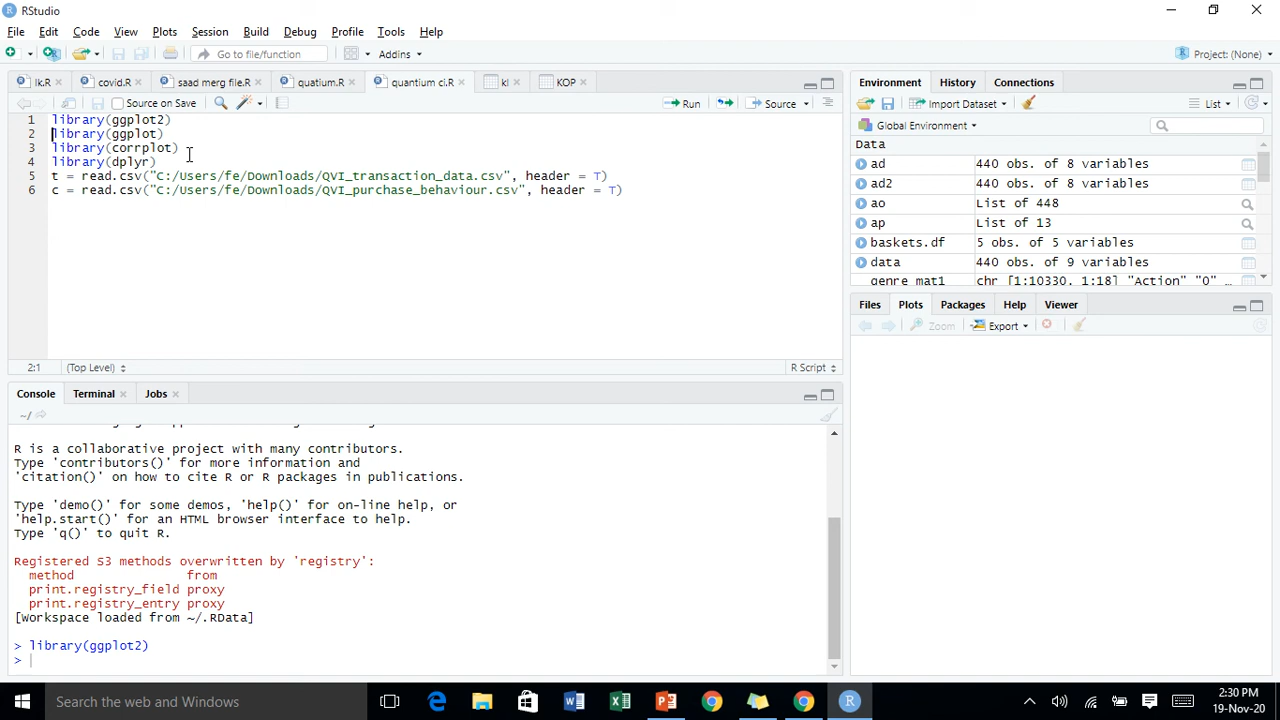 RStudio
File Edit Code View Plots Session Build Debug Profile Tools Help
Go to file/function Addins Project: (None)
lk.R covid.R saad merg file.R quatium.R quantium ci.R k! KOP
Source on Save Run Source
1 library(ggplot2)
2 library(ggplot)
3 library(corrplot)
4 library(dplyr)
5 t = read.csv("C:/Users/fe/Downloads/QVI_transaction_data.csv", header = T)
6 c = read.csv("C:/Users/fe/Downloads/QVI_purchase_behaviour.csv", header = T)
2:1 (Top Level) R Script
Console Terminal Jobs
~/
R is a collaborative project with many contributors.
Type 'contributors()' for more information and
'citation()' on how to cite R or R packages in publications.
Type 'demo()' for some demos, 'help()' for on-line help, or
'help.start()' for an HTML browser interface to help.
Type 'q()' to quit R.
Registered S3 methods overwritten by 'registry':
method from
print.registry_field proxy
print.registry_entry proxy
[Workspace loaded from ~/.RData]
> library(ggplot2)
>
Environment History Connections
Import Dataset List
Global Environment
Data
ad 440 obs. of 8 variables
ad2 440 obs. of 8 variables
ao List of 448
ap List of 13
baskets.df 5 obs. of 5 variables
data 440 obs. of 9 variables
genre_mat1 chr [1:10330, 1:18] "Action" "0" …
Files Plots Packages Help Viewer
Zoom Export
Search the web and Windows
2:30 PM
19-Nov-20